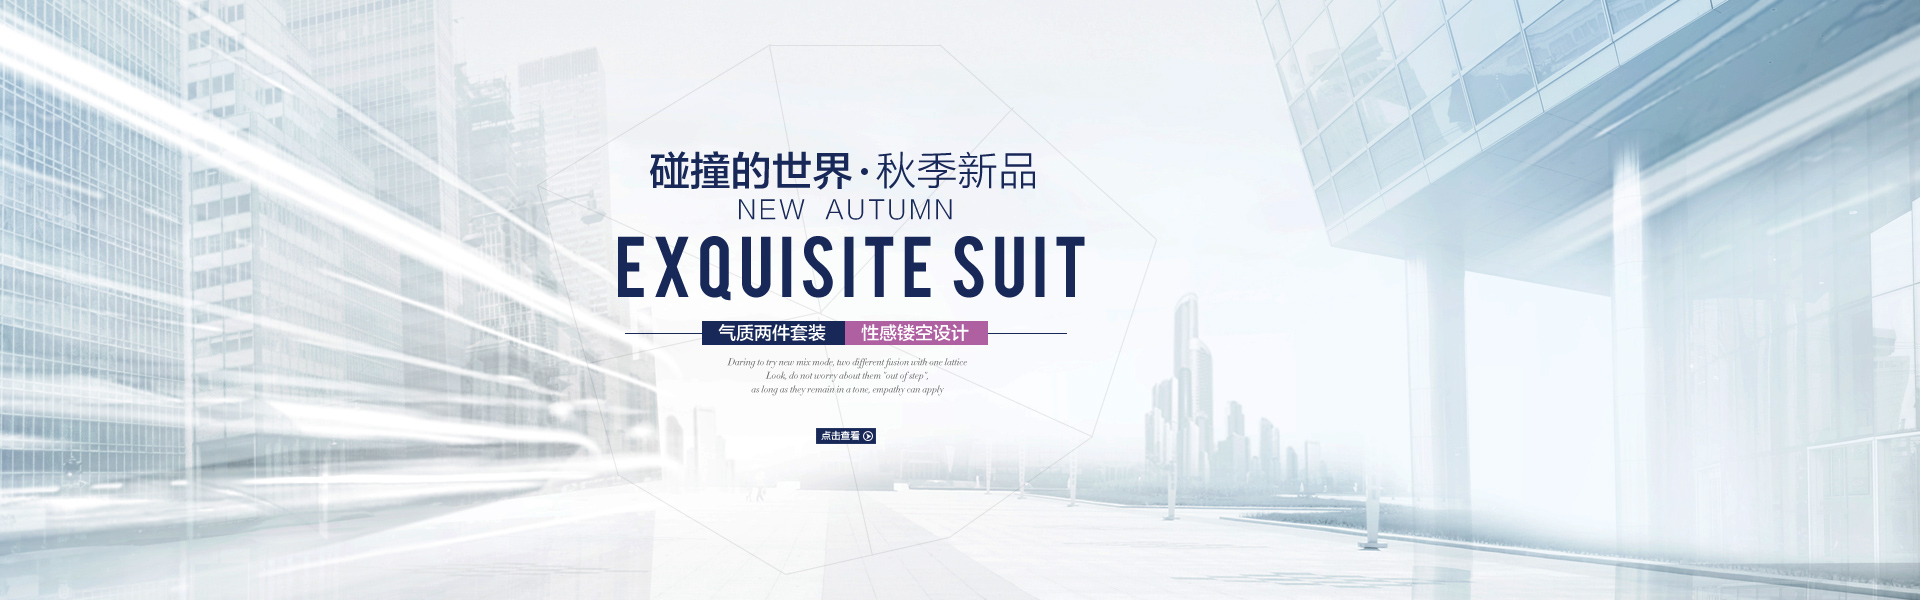 碰撞的世界·秋季新品
NEW AUTUMN
EXQUISITE SUIT
气质两件套装 性感镂空设计
Daring to try new mix mode, two different fusion with one lattice
Look, do not worry about them "out of step",
as long as they remain in a tone, empathy can apply
点击查看